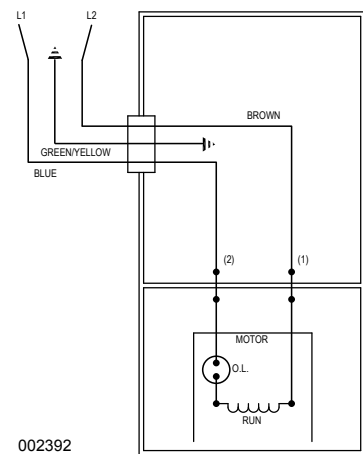 L1 L2
BROWN
GREEN/YELLOW
BLUE
(2) (1)
MOTOR
O.L.
RUN
002392